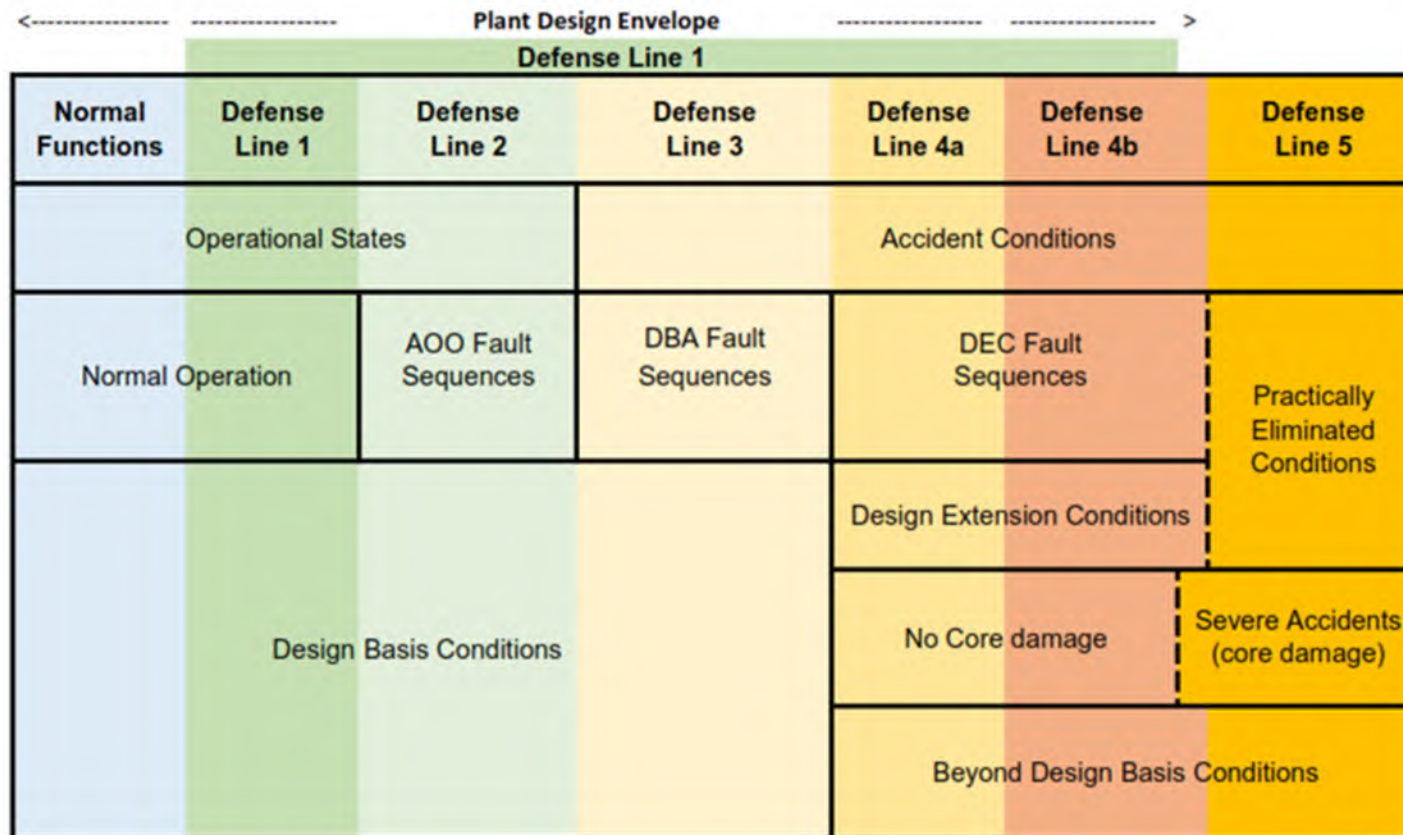 <---------------- ---------------- Plant Design Envelope ---------------- ---------------- >
Defense Line 1
Normal
Functions
Defense
Line 1
Defense
Line 2
Defense
Line 3
Defense
Line 4a
Defense
Line 4b
Defense
Line 5
Operational States
Accident Conditions
Normal Operation
AOO Fault
Sequences
DBA Fault
Sequences
DEC Fault
Sequences
Practically
Eliminated
Conditions
Design Extension Conditions
Design Basis Conditions
No Core damage
Severe Accidents
(core damage)
Beyond Design Basis Conditions